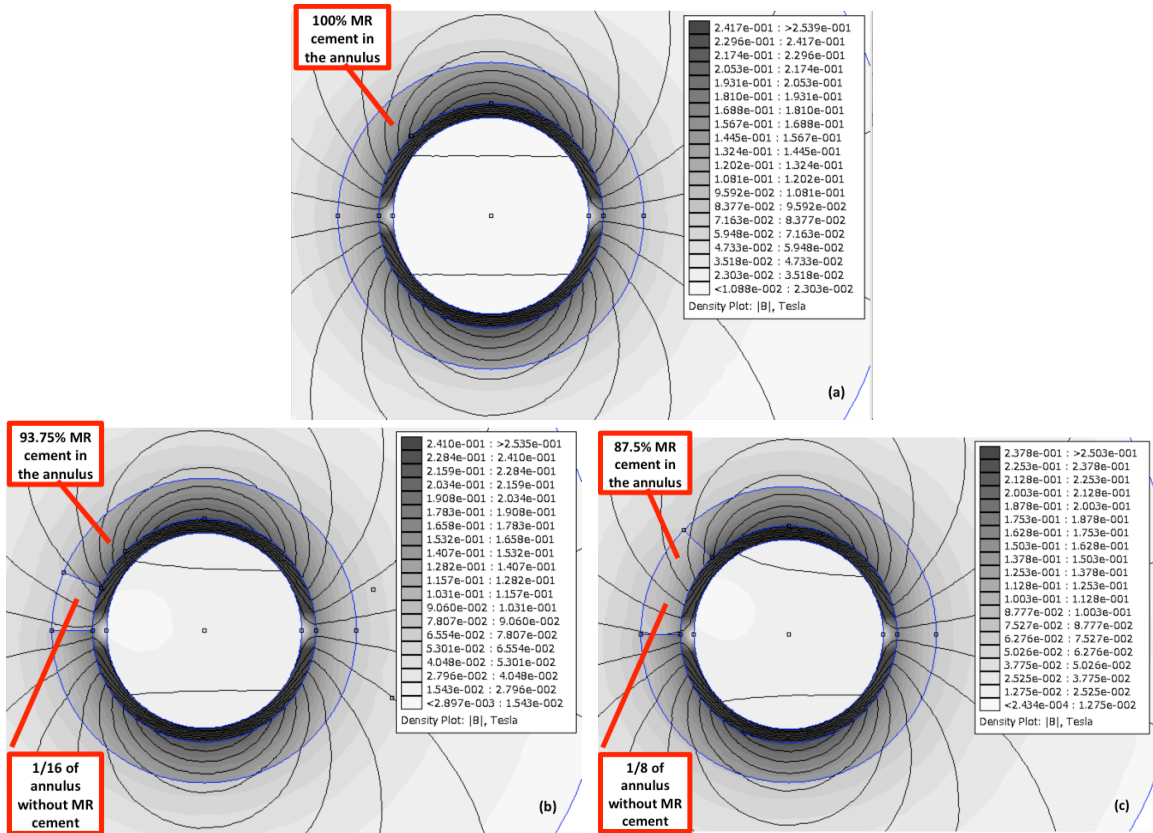 100% MR
cement in
the annulus
2.417e-001 : >2.539e-001
2.296e-001 : 2.417e-001
2.174e-001 : 2.296e-001
2.053e-001 : 2.174e-001
1.931e-001 : 2.053e-001
1.810e-001 : 1.931e-001
1.688e-001 : 1.810e-001
1.567e-001 : 1.688e-001
1.445e-001 : 1.567e-001
1.324e-001 : 1.445e-001
1.202e-001 : 1.324e-001
1.081e-001 : 1.202e-001
9.592e-002 : 1.081e-001
8.377e-002 : 9.592e-002
7.163e-002 : 8.377e-002
5.948e-002 : 7.163e-002
4.733e-002 : 5.948e-002
3.518e-002 : 4.733e-002
2.303e-002 : 3.518e-002
<1.088e-002 : 2.303e-002
Density Plot: |B|, Tesla
(a)
93.75% MR
cement in
the annulus
2.410e-001 : >2.535e-001
2.284e-001 : 2.410e-001
2.159e-001 : 2.284e-001
2.034e-001 : 2.159e-001
1.908e-001 : 2.034e-001
1.783e-001 : 1.908e-001
1.658e-001 : 1.783e-001
1.532e-001 : 1.658e-001
1.407e-001 : 1.532e-001
1.282e-001 : 1.407e-001
1.157e-001 : 1.282e-001
1.031e-001 : 1.157e-001
9.060e-002 : 1.031e-001
7.807e-002 : 9.060e-002
6.554e-002 : 7.807e-002
5.301e-002 : 6.554e-002
4.048e-002 : 5.301e-002
2.796e-002 : 4.048e-002
1.543e-002 : 2.796e-002
<2.897e-003 : 1.543e-002
Density Plot: |B|, Tesla
1/16 of
annulus
without MR
cement
(b)
87.5% MR
cement in
the annulus
2.378e-001 : >2.503e-001
2.253e-001 : 2.378e-001
2.128e-001 : 2.253e-001
2.003e-001 : 2.128e-001
1.878e-001 : 2.003e-001
1.753e-001 : 1.878e-001
1.628e-001 : 1.753e-001
1.503e-001 : 1.628e-001
1.378e-001 : 1.503e-001
1.253e-001 : 1.378e-001
1.128e-001 : 1.253e-001
1.003e-001 : 1.128e-001
8.777e-002 : 1.003e-001
7.527e-002 : 8.777e-002
6.276e-002 : 7.527e-002
5.026e-002 : 6.276e-002
3.775e-002 : 5.026e-002
2.525e-002 : 3.775e-002
1.275e-002 : 2.525e-002
<2.434e-004 : 1.275e-002
Density Plot: |B|, Tesla
1/8 of
annulus
without MR
cement
(c)